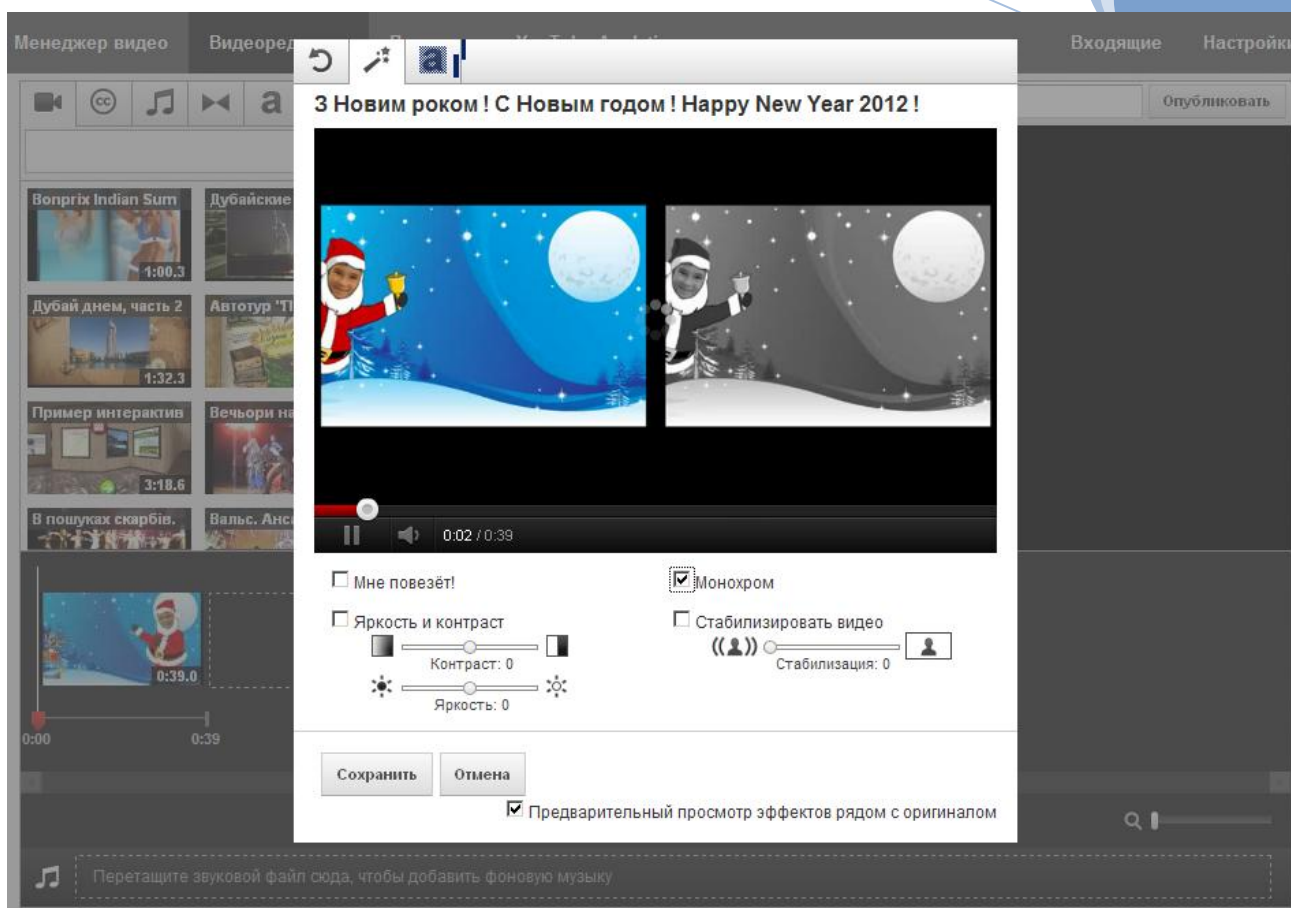 Менеджер видео
Входящие
Настройки
a
a
З Новим роком ! С Новым годом ! Happy New Year 2012 !
Опубликовать
cc
Bonprix Indian Sum
1:00.3
Дубайские
Дубай днем, часть 2
1:32.3
Автотур "П
Пример интерактив
3:18.6
Вечьори на
В пошуках скарбів.
Вальс. Анс
0:02 / 0:39
Мне повезёт!
Монохром
Яркость и контраст
Стабилизировать видео
Контраст: 0
Стабилизация: 0
Яркость: 0
0:39.0
0:00
0:39
Сохранить
Отмена
Предварительный просмотр эффектов рядом с оригиналом
Перетащите звуковой файл сюда, чтобы добавить фоновую музыку